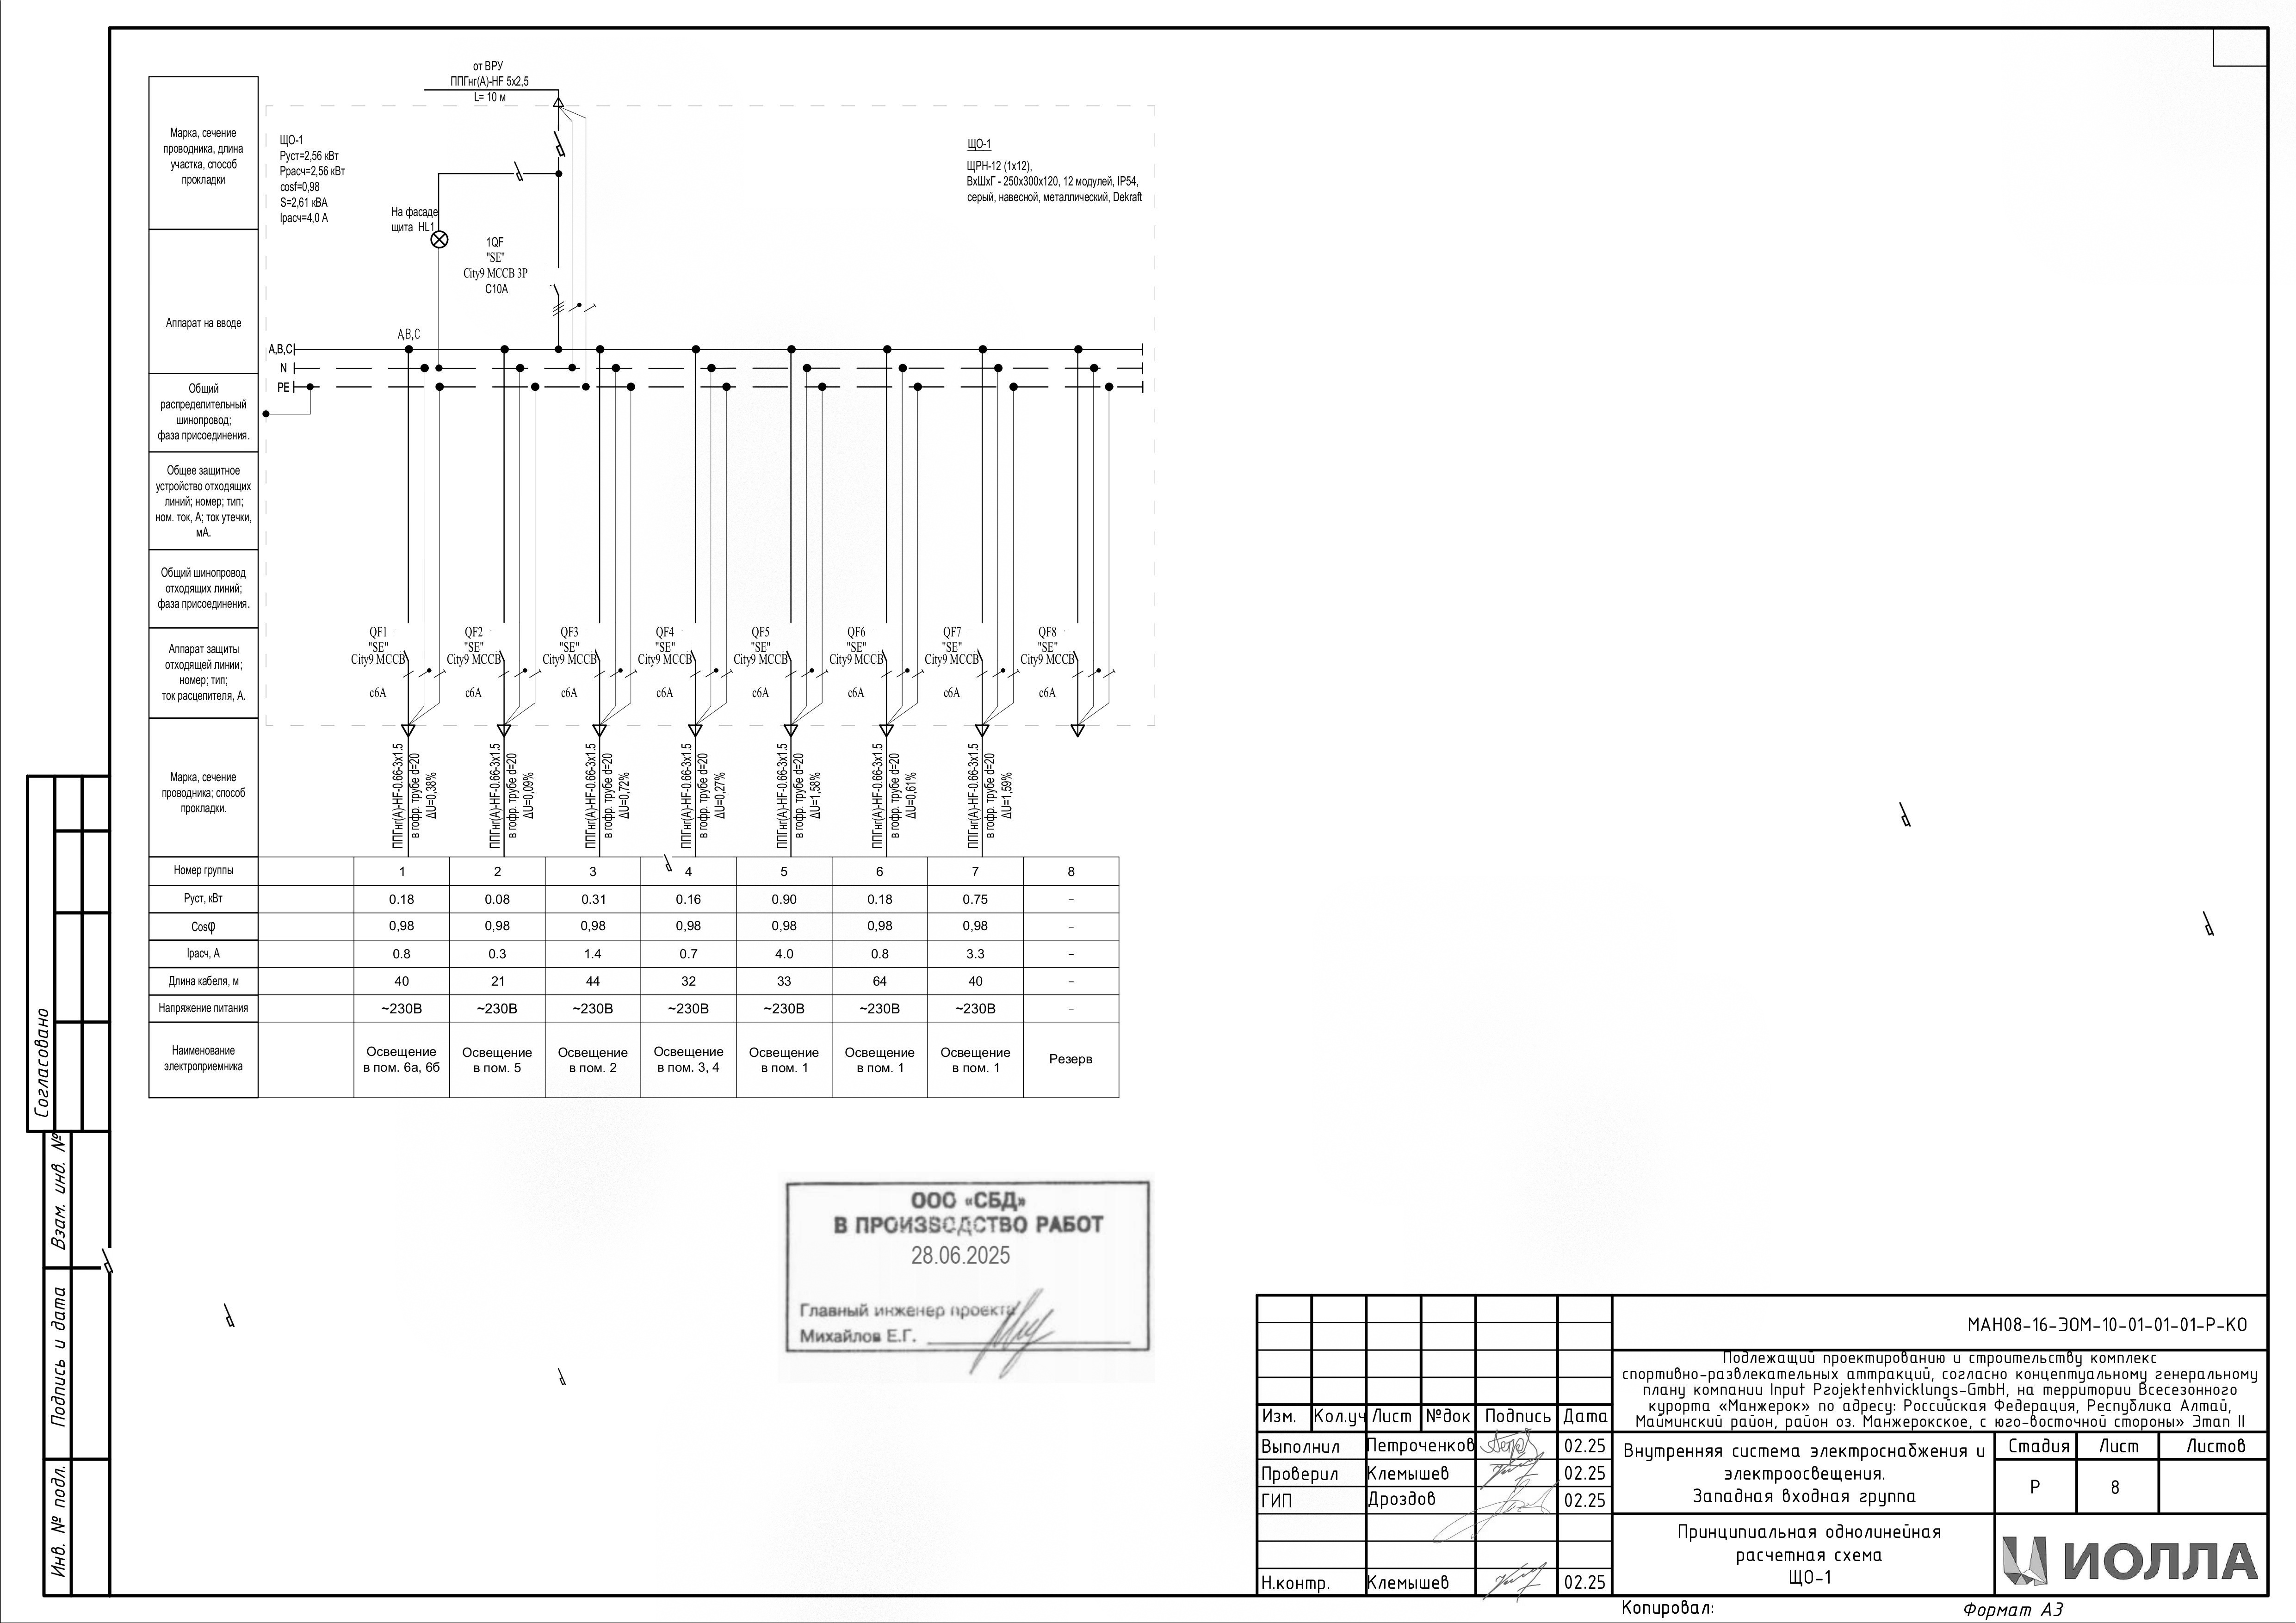 от ВРУ
ППГнг(А)-HF 5х2,5
L= 10 м
Марка, сечение
проводника, длина
участка, способ
прокладки
ЩО-1
Руст=2,56 кВт
Ррасч=2,56 кВт
cosf=0,98
S=2,61 кВА
Iрасч=4,0 А
ЩО-1
ЩРН-12 (1х12),
ВхШхГ - 250х300х120, 12 модулей, IP54,
серый, навесной, металлический, Dekraft
На фасаде
щита HL1
1QF
"SE"
City9 MCCB 3P
C10A
Аппарат на вводе
А,В,С
А,В,С
N
PE
Общий
распределительный
шинопровод;
фаза присоединения.
Общее защитное
устройство отходящих
линий; номер; тип;
ном. ток, А; ток утечки,
мА.
Общий шинопровод
отходящих линий;
фаза присоединения.
Аппарат защиты
отходящей линии;
номер; тип;
ток расцепителя, А.
QF1 QF2 QF3 QF4 QF5 QF6 QF7 QF8
"SE" "SE" "SE" "SE" "SE" "SE" "SE" "SE"
City9 MCCB City9 MCCB City9 MCCB City9 MCCB City9 MCCB City9 MCCB City9 MCCB City9 MCCB
c6A c6A c6A c6A c6A c6A c6A c6A
Марка, сечение
проводника; способ
прокладки.
ППГнг(А)-HF-0.66-3х1.5
в гофр. трубе d=20
ΔU=0,38%
ППГнг(А)-HF-0.66-3х1.5
в гофр. трубе d=20
ΔU=0,09%
ППГнг(А)-HF-0.66-3х1.5
в гофр. трубе d=20
ΔU=0,72%
ППГнг(А)-HF-0.66-3х1.5
в гофр. трубе d=20
ΔU=0,27%
ППГнг(А)-HF-0.66-3х1.5
в гофр. трубе d=20
ΔU=1,58%
ППГнг(А)-HF-0.66-3х1.5
в гофр. трубе d=20
ΔU=0,61%
ППГнг(А)-HF-0.66-3х1.5
в гофр. трубе d=20
ΔU=1,59%
Номер группы 1 2 3 4 5 6 7 8
Руст, кВт 0.18 0.08 0.31 0.16 0.90 0.18 0.75 –
Cosφ 0,98 0,98 0,98 0,98 0,98 0,98 0,98 –
Iрасч, А 0.8 0.3 1.4 0.7 4.0 0.8 3.3 –
Длина кабеля, м 40 21 44 32 33 64 40 –
Напряжение питания ~230В ~230В ~230В ~230В ~230В ~230В ~230В –
Наименование
электроприемника
Освещение
в пом. 6а, 6б
Освещение
в пом. 5
Освещение
в пом. 2
Освещение
в пом. 3, 4
Освещение
в пом. 1
Освещение
в пом. 1
Освещение
в пом. 1
Резерв
Согласовано
Взам. инв. №
Подпись и дата
Инв. № подл.
ООО «СБД»
В ПРОИЗВОДСТВО РАБОТ
28.06.2025
Главный инженер проекта
Михайлов Е.Г.
МАН08-16-ЭОМ-10-01-01-01-Р-КО
Подлежащий проектированию и строительству комплекс
спортивно-развлекательных аттракций, согласно концептуальному генеральному
плану компании Input Projektenhvicklungs-GmbH, на территории Всесезонного
курорта «Манжерок» по адресу: Российская Федерация, Республика Алтай,
Майминский район, район оз. Манжерокское, с юго-восточной стороны» Этап II
Изм. Кол.уч Лист №док Подпись Дата
Выполнил Петроченков 02.25
Проверил Клемышев 02.25
ГИП Дроздов 02.25
Н.контр. Клемышев 02.25
Внутренняя система электроснабжения и
электроосвещения.
Западная входная группа
Стадия Лист Листов
Р 8
Принципиальная однолинейная
расчетная схема
ЩО-1
ИОЛЛА
Копировал:
Формат А3